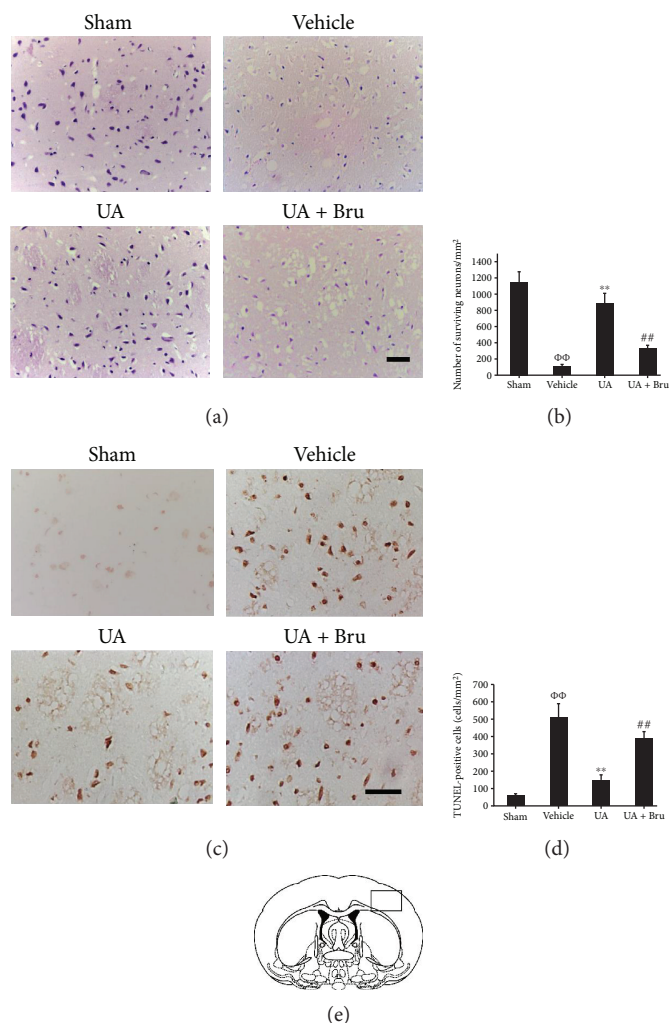 Sham
Vehicle
UA
UA + Bru
(a)
Number of surviving neurons/mm²
1400
1200
1000
800
600
400
200
0
ΦΦ
**
##
Sham
Vehicle
UA
UA + Bru
(b)
Sham
Vehicle
UA
UA + Bru
(c)
TUNEL-positive cells (cells/mm²)
700
600
500
400
300
200
100
0
ΦΦ
**
##
Sham
Vehicle
UA
UA + Bru
(d)
(e)